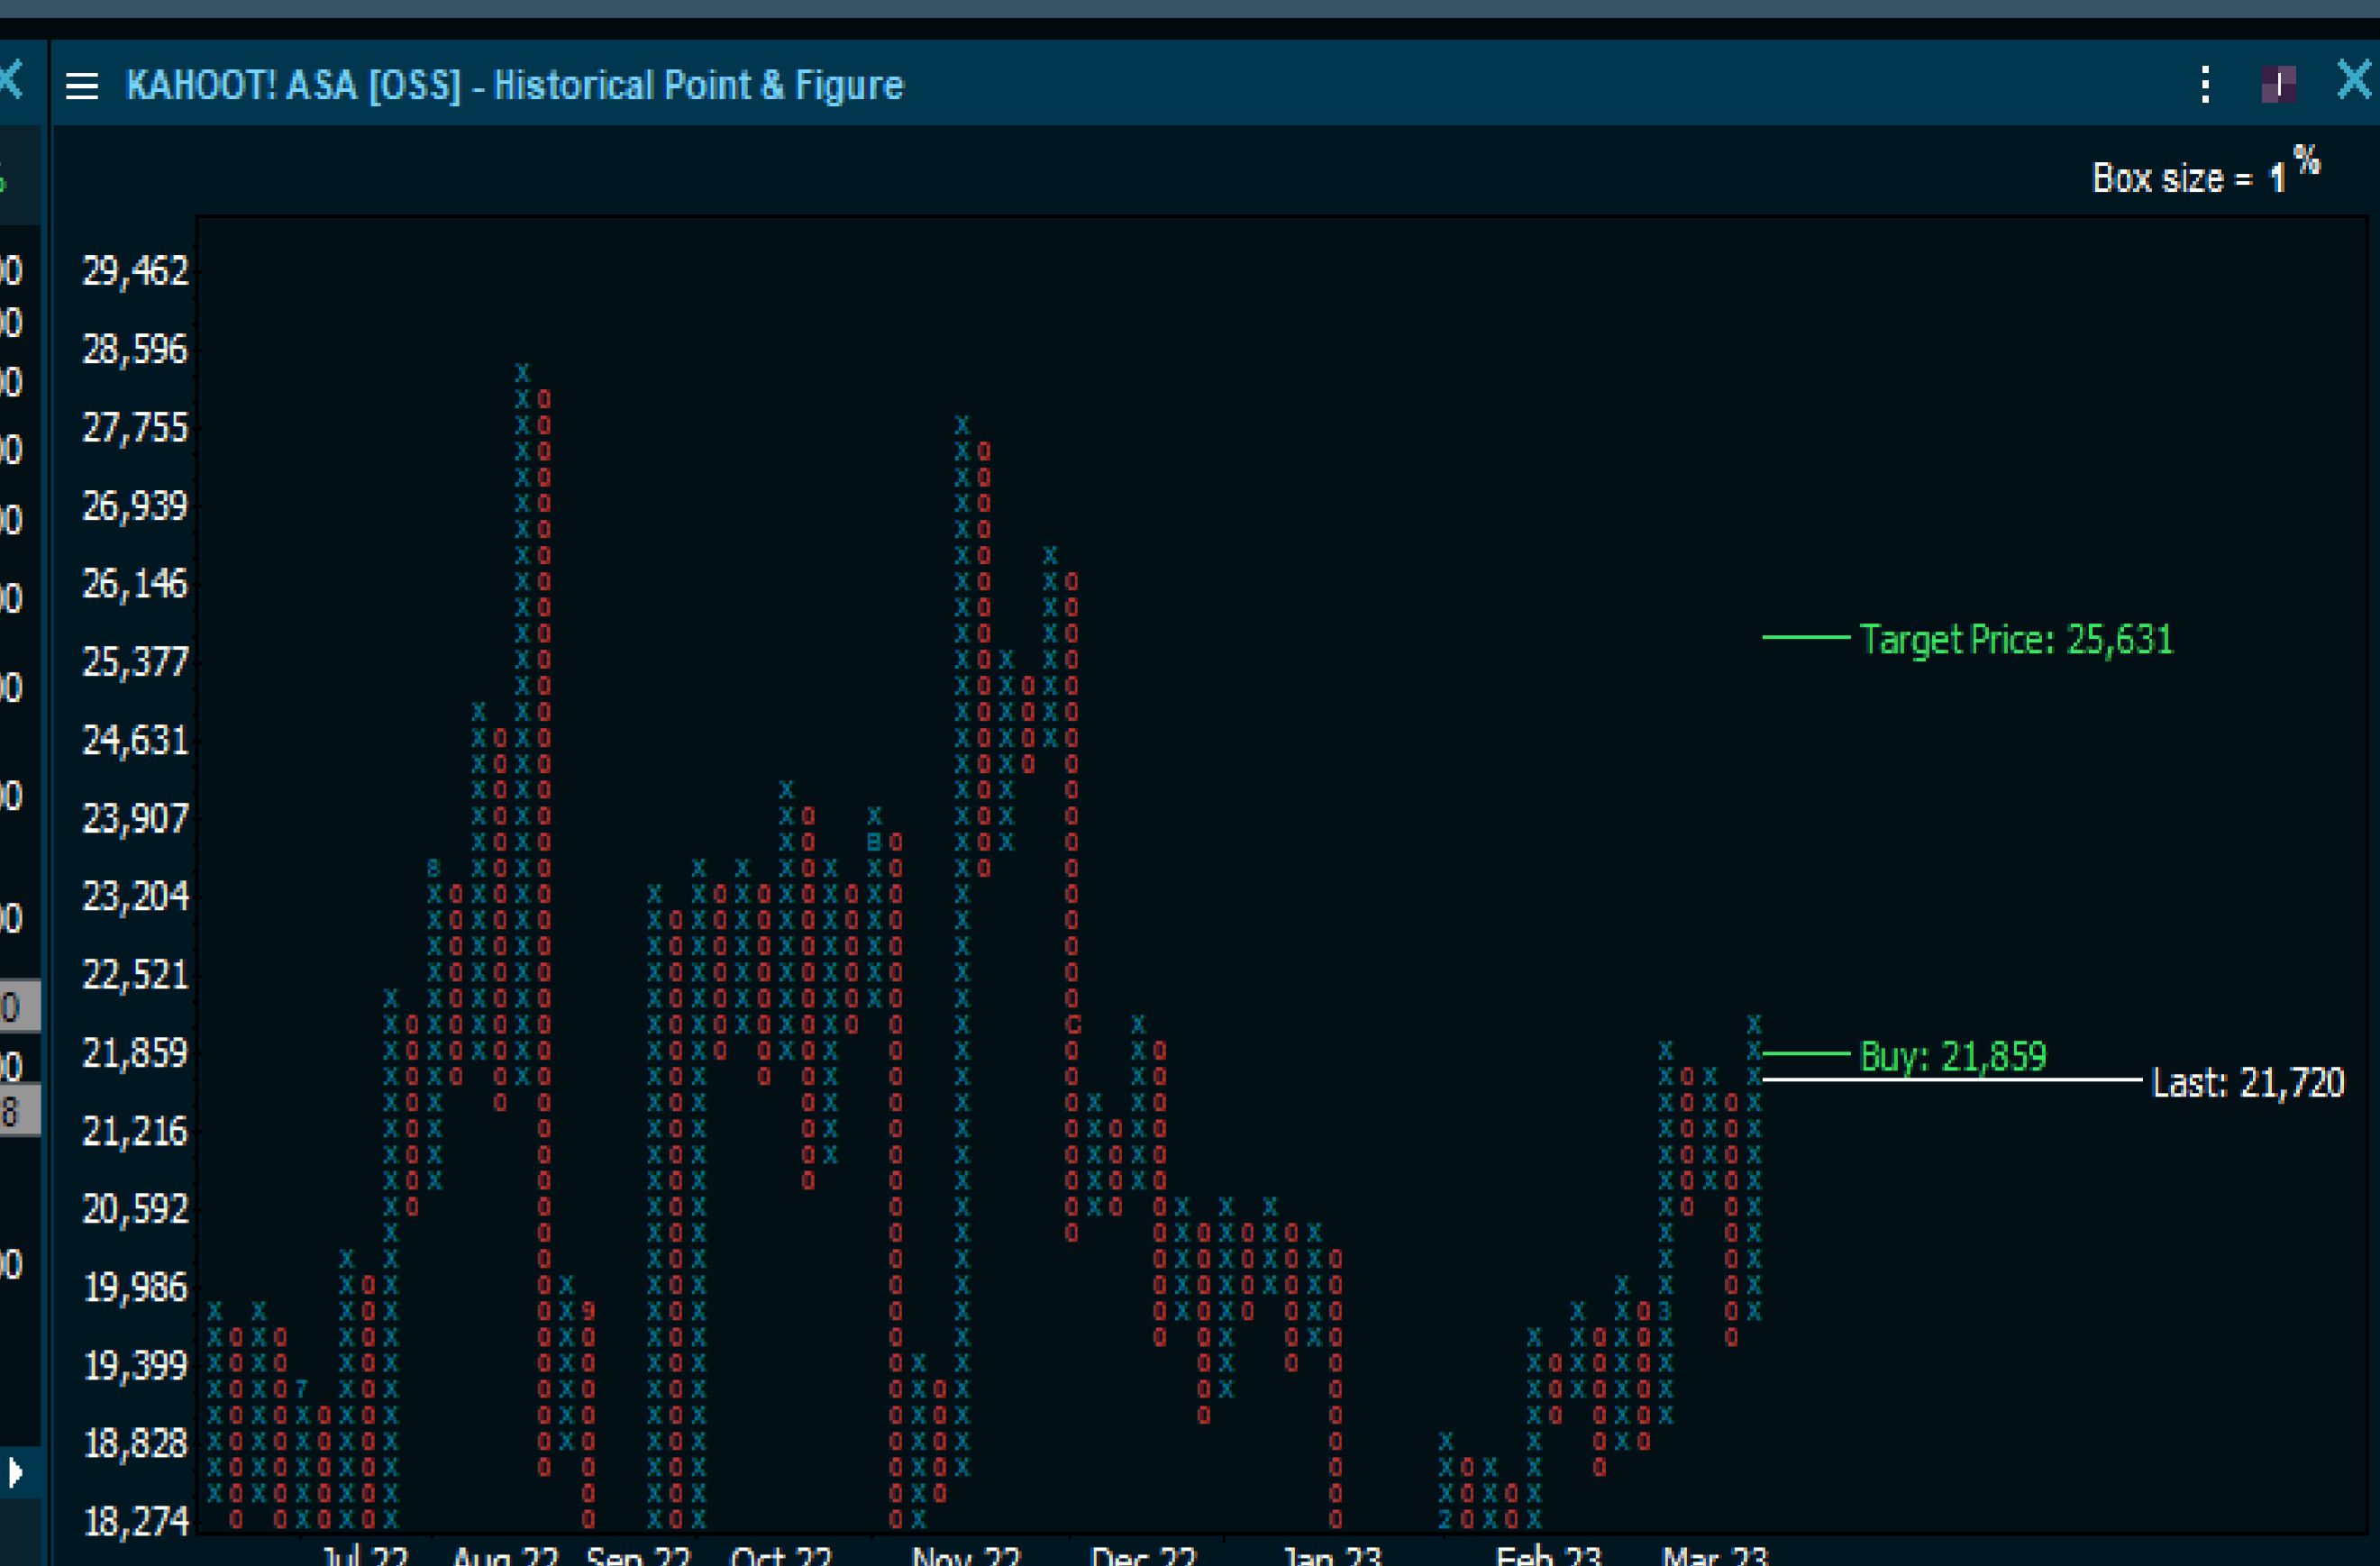 KAHOOT! ASA [OSS] - Historical Point & Figure
Box size = 1 %
29,462
28,596
27,755
26,939
26,146
25,377
Target Price: 25,631
24,631
23,907
23,204
22,521
21,859
Buy: 21,859
Last: 21,720
21,216
20,592
19,986
19,399
18,828
18,274
Jul 22 Aug 22 Sep 22 Oct 22 Nov 22 Dec 22 Jan 23 Feb 23 Mar 23